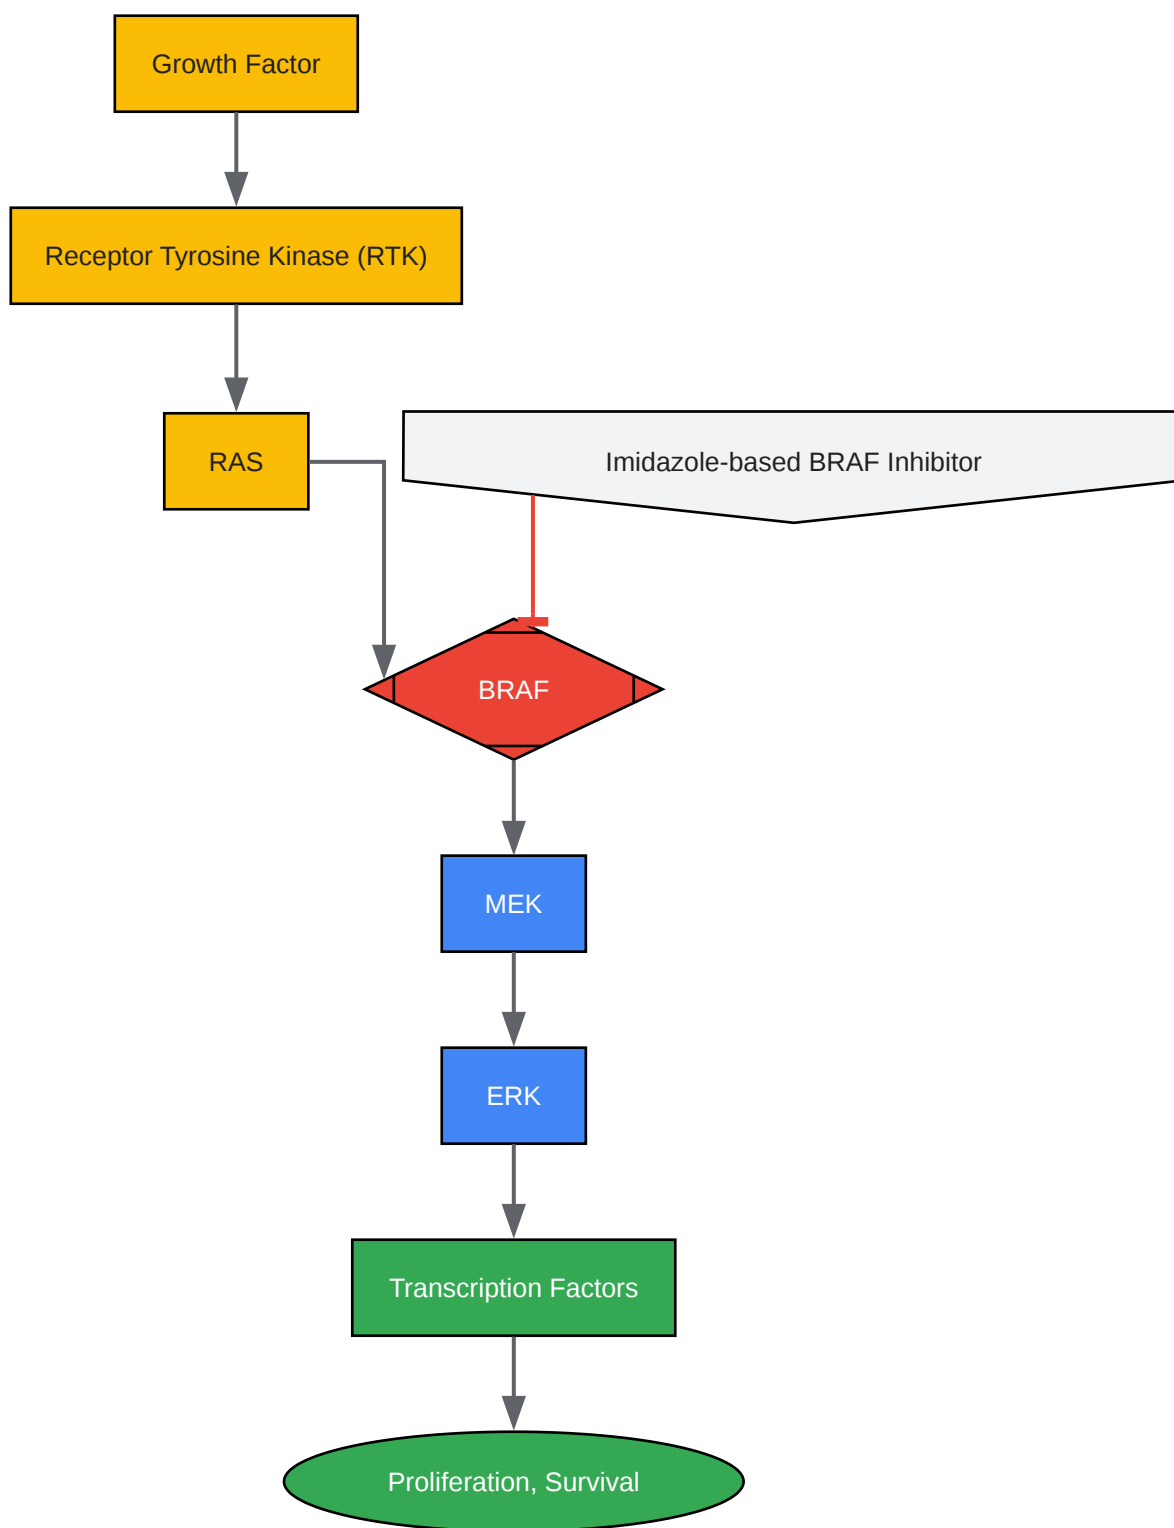 Growth Factor
Receptor Tyrosine Kinase (RTK)
RAS
Imidazole-based BRAF Inhibitor
BRAF
MEK
ERK
Transcription Factors
Proliferation, Survival